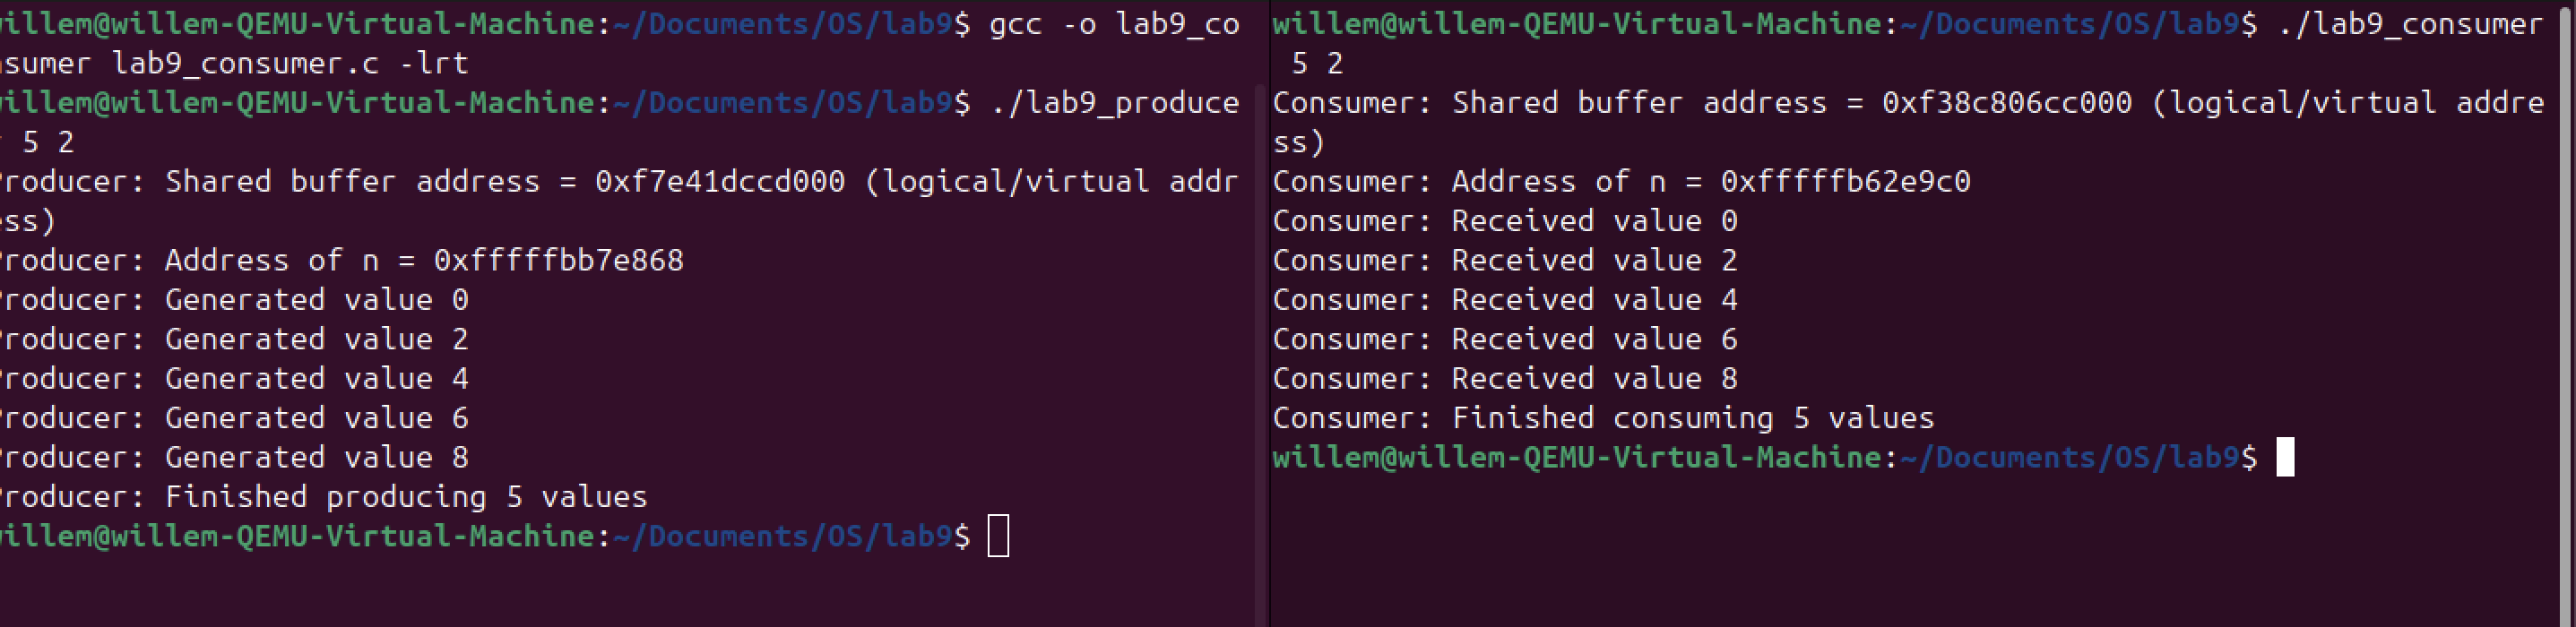 illem@willem-QEMU-Virtual-Machine:~/Documents/OS/lab9$ gcc -o lab9_co
sumer lab9_consumer.c -lrt
illem@willem-QEMU-Virtual-Machine:~/Documents/OS/lab9$ ./lab9_produce
5 2
roducer: Shared buffer address = 0xf7e41dccd000 (logical/virtual addr
ess)
roducer: Address of n = 0xfffffbb7e868
roducer: Generated value 0
roducer: Generated value 2
roducer: Generated value 4
roducer: Generated value 6
roducer: Generated value 8
roducer: Finished producing 5 values
illem@willem-QEMU-Virtual-Machine:~/Documents/OS/lab9$
willem@willem-QEMU-Virtual-Machine:~/Documents/OS/lab9$ ./lab9_consumer
5 2
Consumer: Shared buffer address = 0xf38c806cc000 (logical/virtual addre
ss)
Consumer: Address of n = 0xfffffb62e9c0
Consumer: Received value 0
Consumer: Received value 2
Consumer: Received value 4
Consumer: Received value 6
Consumer: Received value 8
Consumer: Finished consuming 5 values
willem@willem-QEMU-Virtual-Machine:~/Documents/OS/lab9$